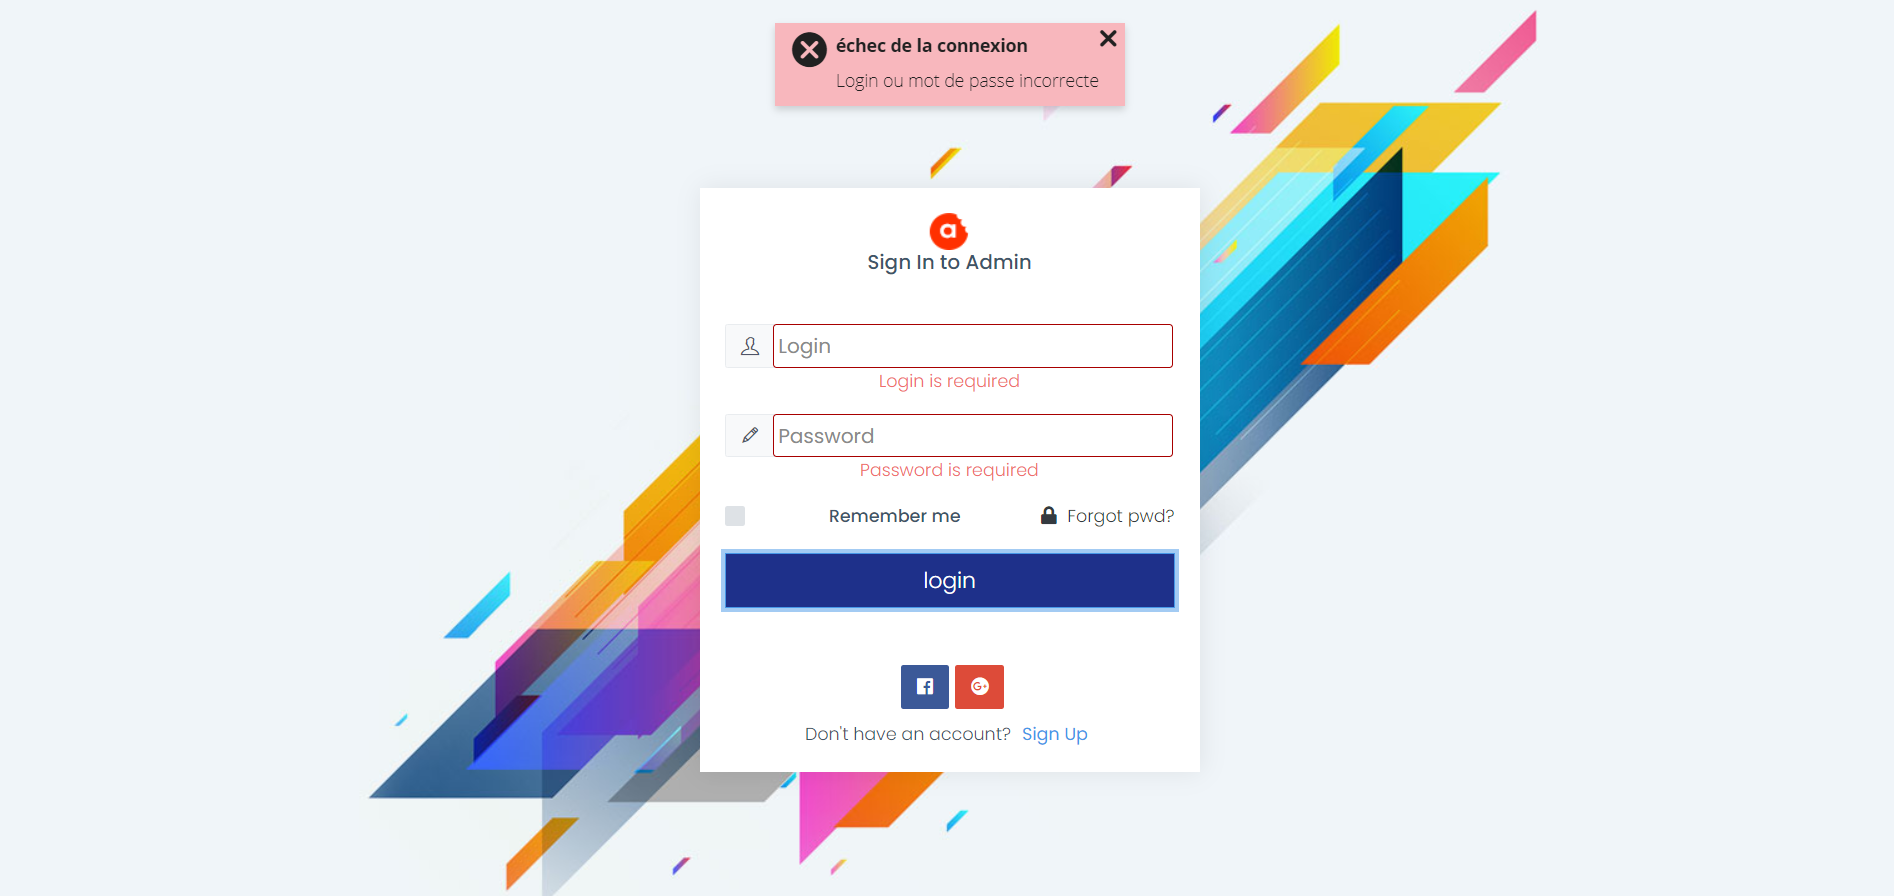 échec de la connexion
Login ou mot de passe incorrecte
a
Sign In to Admin
Login
Login is required
Password
Password is required
Remember me
Forgot pwd?
login
G+
Don't have an account? Sign Up